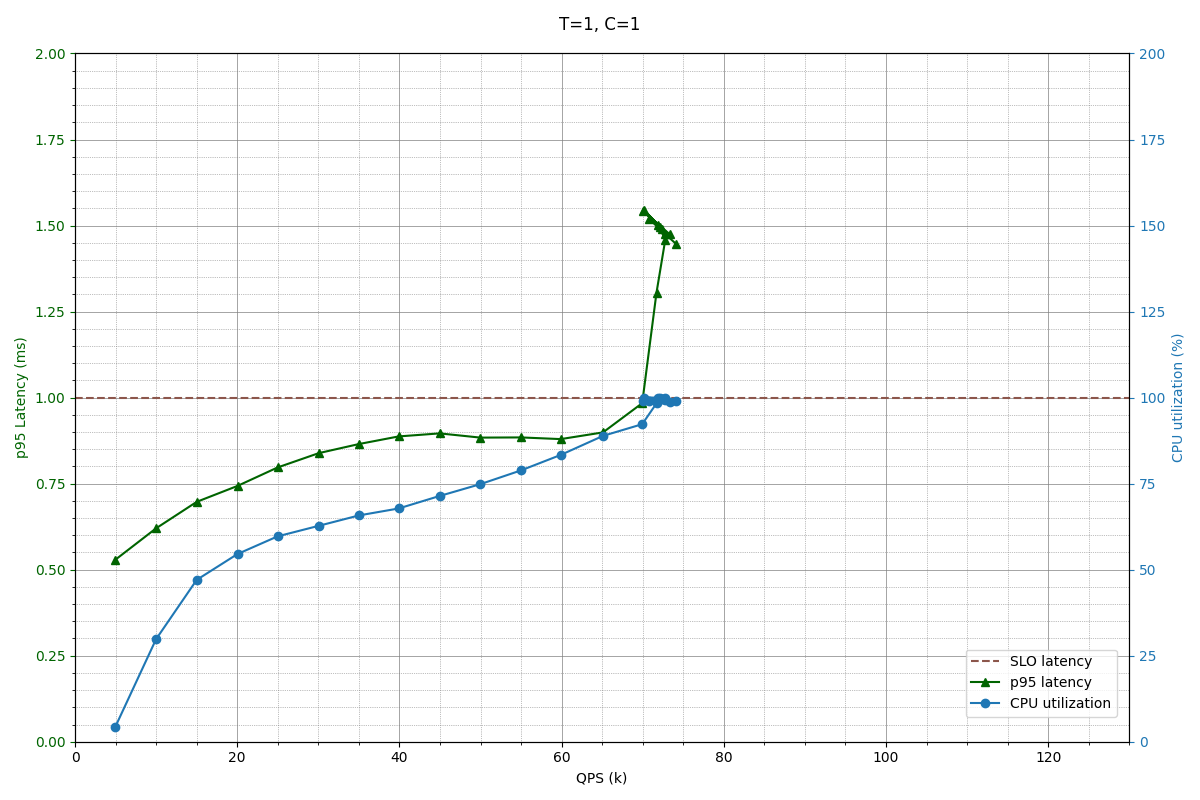 T=1, C=1
p95 Latency (ms)
2.00
1.75
1.50
1.25
1.00
0.75
0.50
0.25
0.00
0 20 40 60 80 100 120
QPS (k)
200
175
150
125
100
75
50
25
0
CPU utilization (%)
SLO latency
p95 latency
CPU utilization